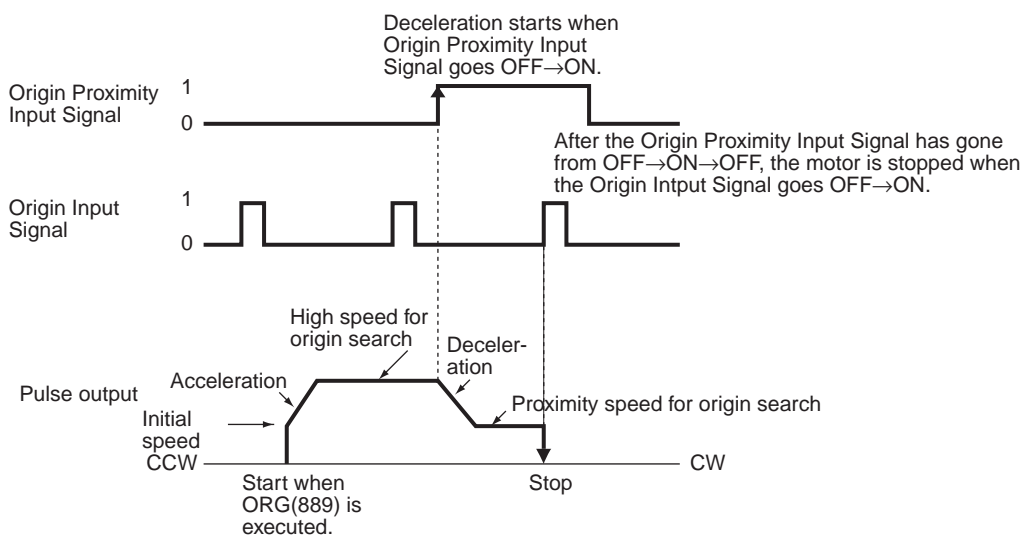 Deceleration starts when
Origin Proximity Input
Signal goes OFF→ON.
Origin Proximity
Input Signal
1
0
After the Origin Proximity Input Signal has gone
from OFF→ON→OFF, the motor is stopped when
the Origin Intput Signal goes OFF→ON.
Origin Input
Signal
1
0
High speed for
origin search
Deceler-
ation
Acceleration
Pulse output
Proximity speed for origin search
Initial
speed
CCW
CW
Start when
ORG(889) is
executed.
Stop